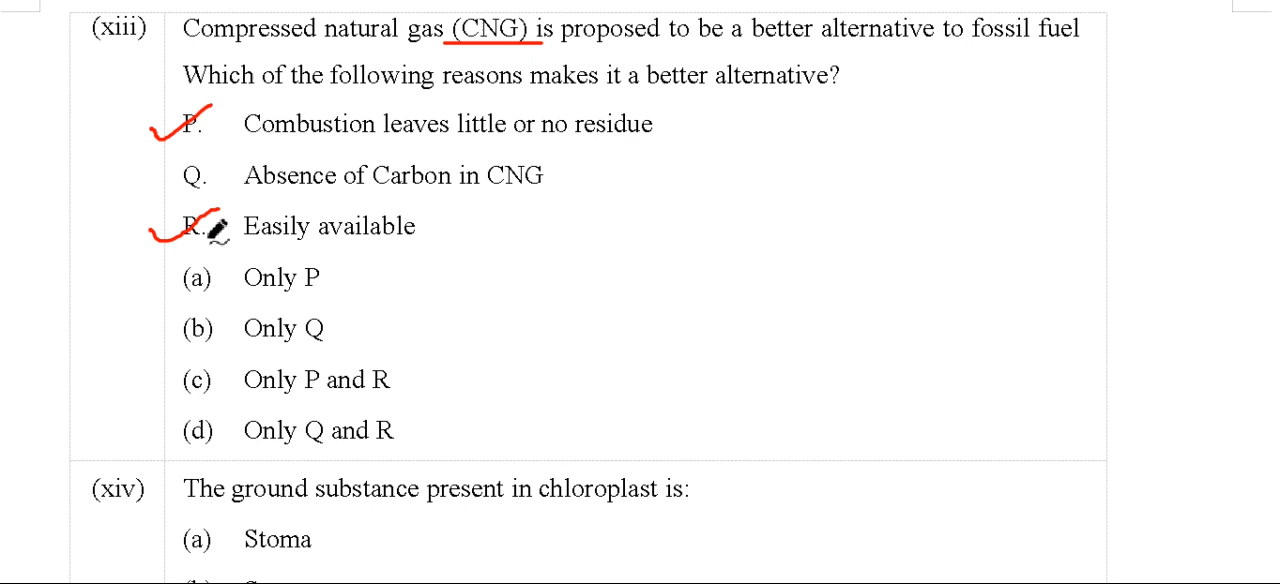 (xiii) Compressed natural gas (CNG) is proposed to be a better alternative to fossil fuel
Which of the following reasons makes it a better alternative?
P. Combustion leaves little or no residue
Q. Absence of Carbon in CNG
R. Easily available
(a) Only P
(b) Only Q
(c) Only P and R
(d) Only Q and R
(xiv) The ground substance present in chloroplast is:
(a) Stoma